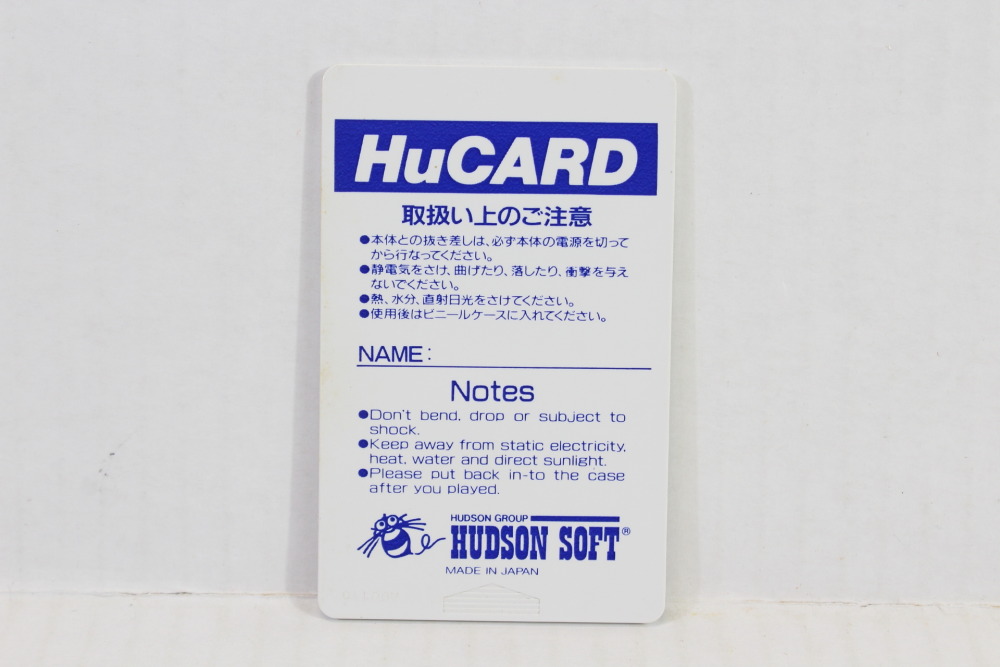 HuCARD
取扱い上のご注意
●本体との抜き差しは、必ず本体の電源を切って
から行なってください。
●静電気をさけ、曲げたり、落したり、衝撃を与え
ないでください。
●熱、水分、直射日光をさけてください。
●使用後はビニールケースに入れてください。
NAME:
Notes
●Don't bend, drop or subject to
shock.
●Keep away from static electricity,
heat, water and direct sunlight.
●Please put back in-to the case
after you played.
HUDSON GROUP
HUDSON SOFT®
MADE IN JAPAN